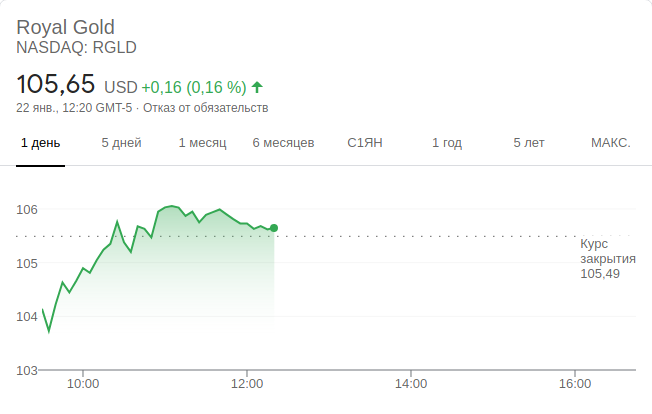 Royal Gold
NASDAQ: RGLD
105,65 USD +0,16 (0,16 %)
22 янв., 12:20 GMT-5 · Отказ от обязательств
1 день 5 дней 1 месяц 6 месяцев С1ЯН 1 год 5 лет МАКС.
106
Курс
105
закрытия
105,49
104
103
10:00 12:00 14:00 16:00